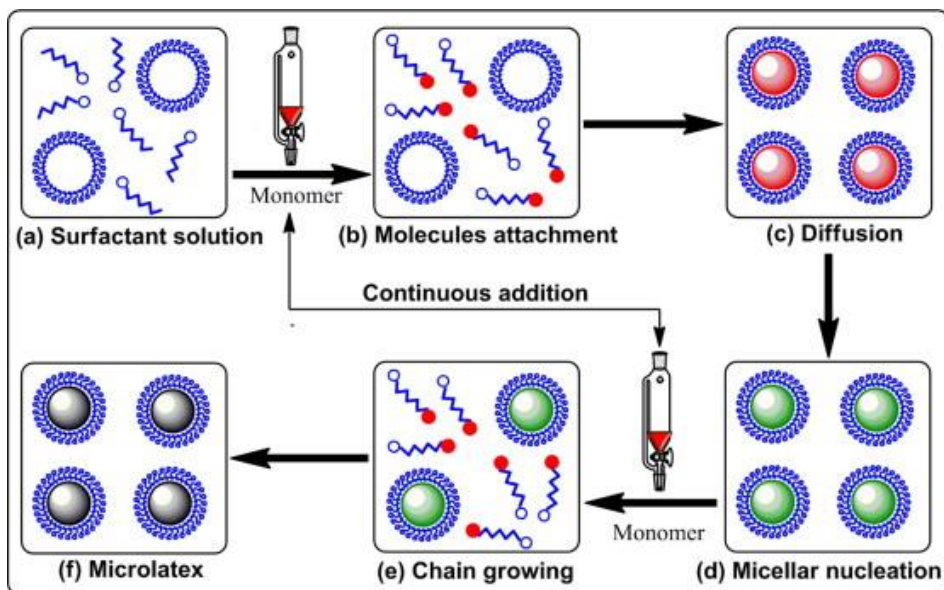 Monomer
(a) Surfactant solution
(b) Molecules attachment
(c) Diffusion
Continuous addition
Monomer
(f) Microlatex
(e) Chain growing
(d) Micellar nucleation